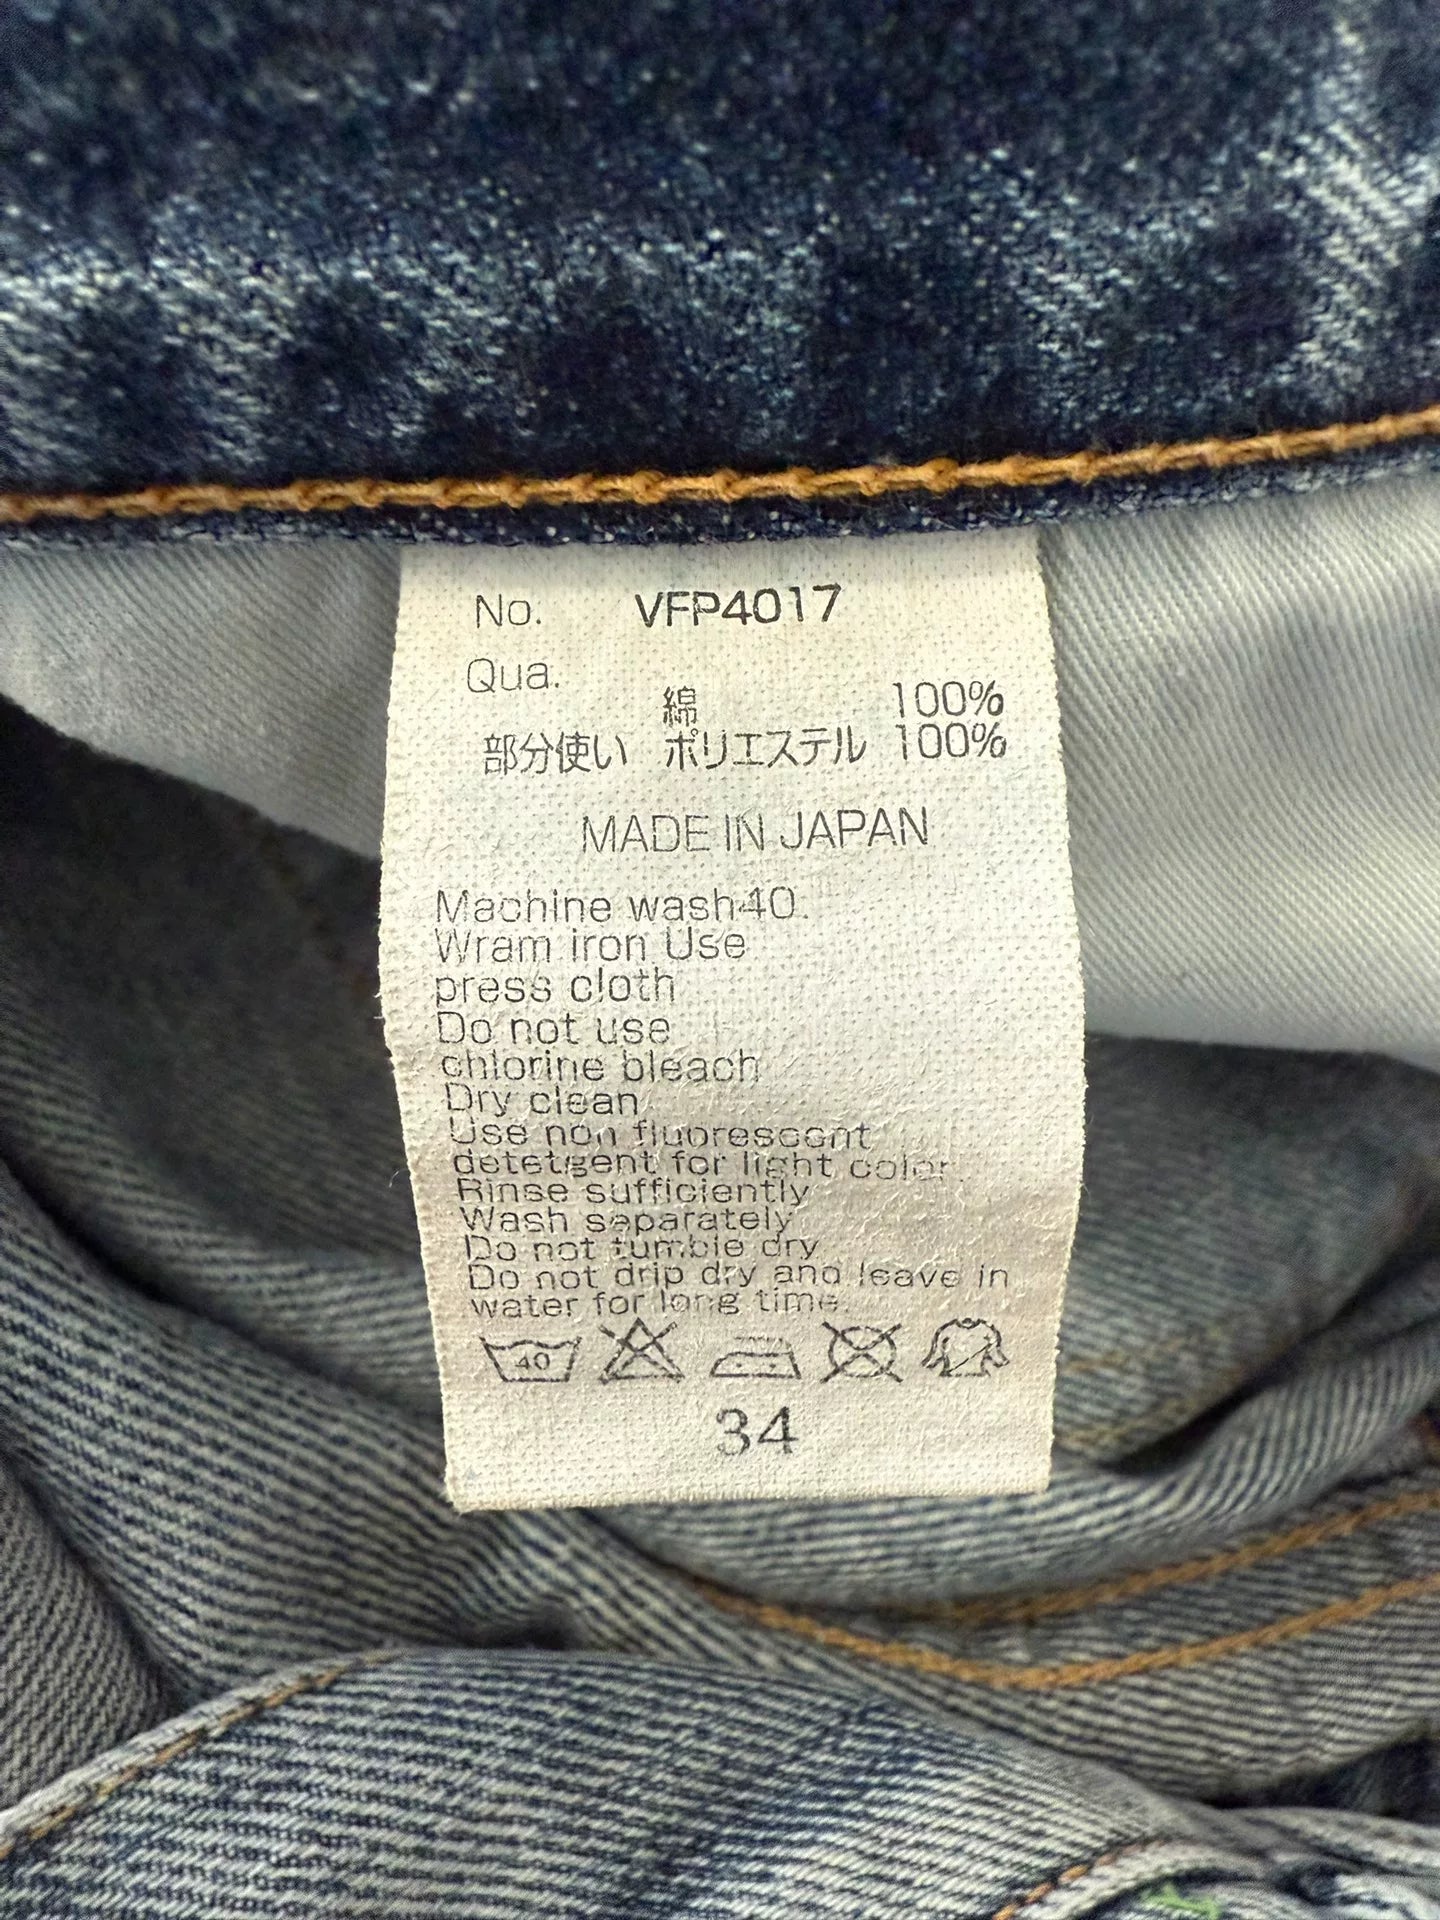 No. VFP4017
Qua.
綿 100%
部分使い ポリエステル 100%
MADE IN JAPAN
Machine wash40.
Wram iron Use
press cloth
Do not use
chlorine bleach
Dry clean
Use non fluorescent
detetrgent for light color.
Rinse sufficiently
Wash separately
Do not tumble dry
Do not drip dry and leave in
water for long time.
40
34